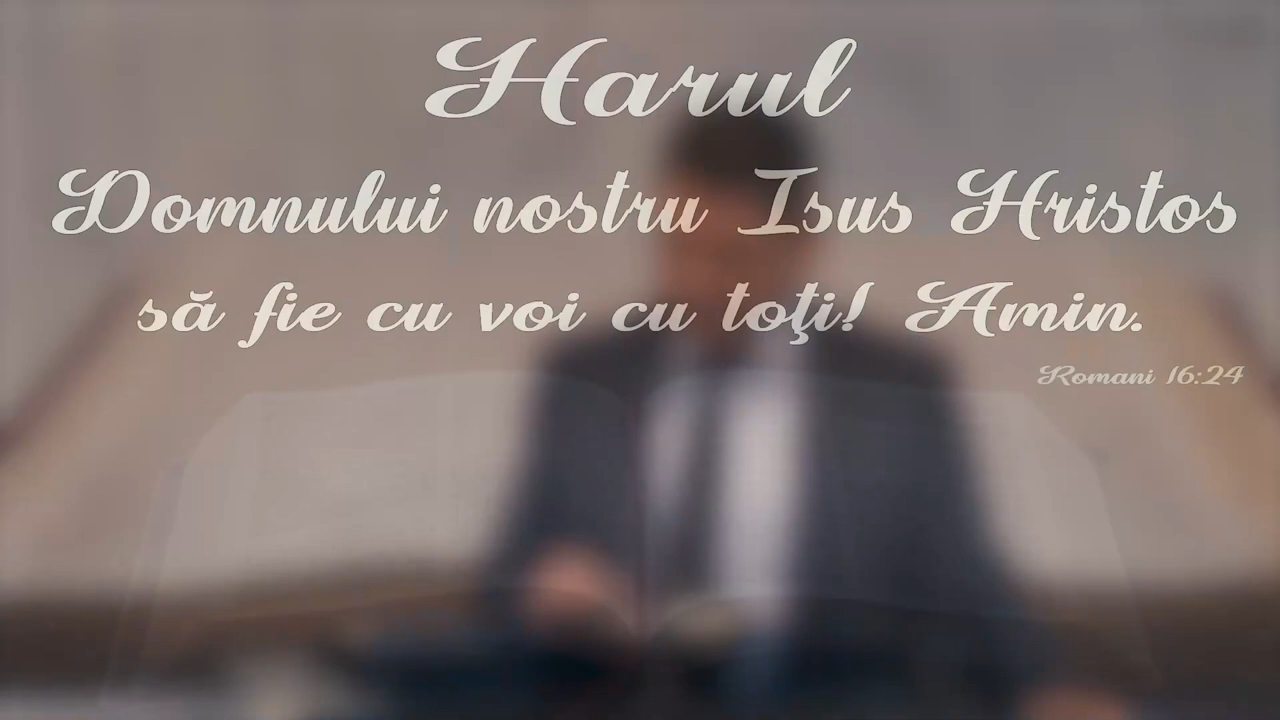 Harul
Domnului nostru Isus Hristos
să fie cu voi cu toţi! Amin.
Romani 16:24